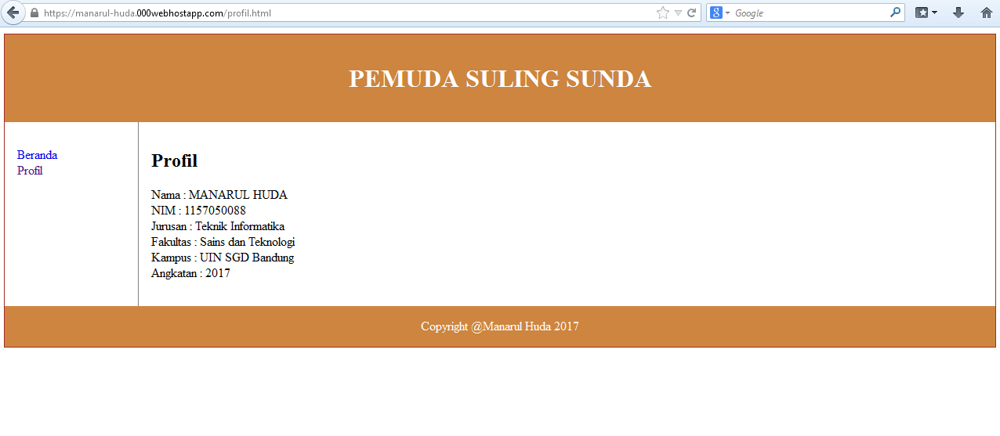 https://manarul-huda.000webhostapp.com/profil.html
Google
PEMUDA SULING SUNDA
Beranda
Profil
Profil
Nama : MANARUL HUDA
NIM : 1157050088
Jurusan : Teknik Informatika
Fakultas : Sains dan Teknologi
Kampus : UIN SGD Bandung
Angkatan : 2017
Copyright @Manarul Huda 2017